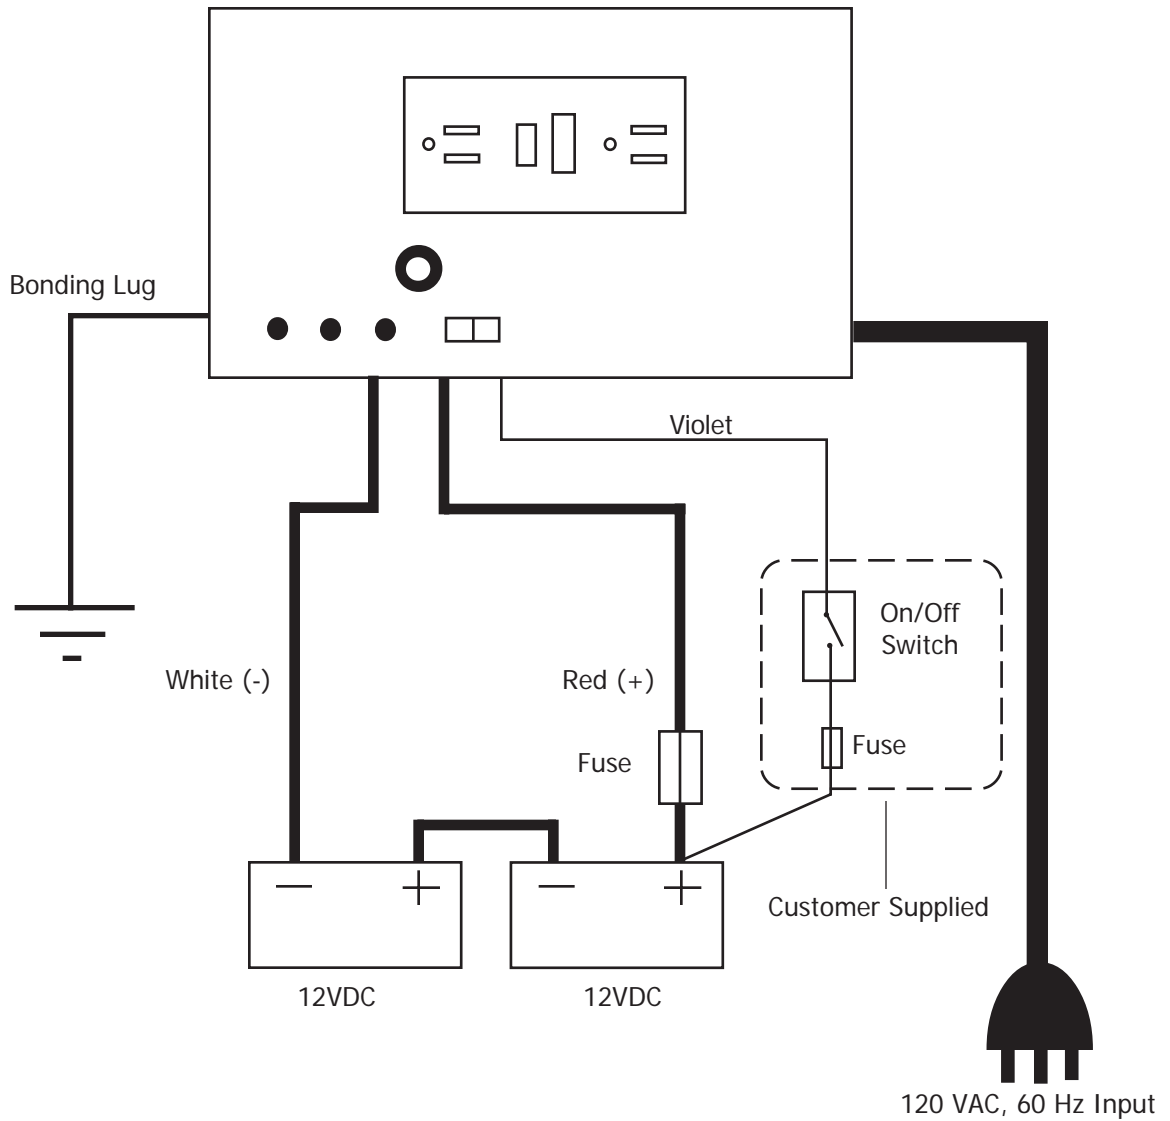 Bonding Lug
Violet
On/Off
Switch
White (-)
Red (+)
Fuse
Fuse
Customer Supplied
12VDC
12VDC
120 VAC, 60 Hz Input